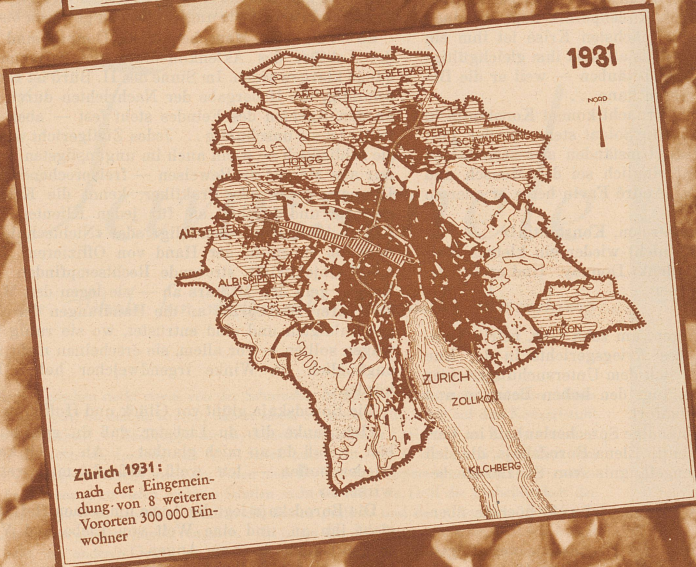 1931
NORD
SEEBACH
AFFOLTERN
OERLIKON
SCHWAMENDINGEN
HÖNGG
ALTSTETTEN
ALBISRIEDEN
WITIKON
ZÜRICH
ZOLLIKON
KILCHBERG
Zürich 1931:
nach der Eingemein-
dung von 8 weiteren
Vororten 300 000 Ein-
wohner